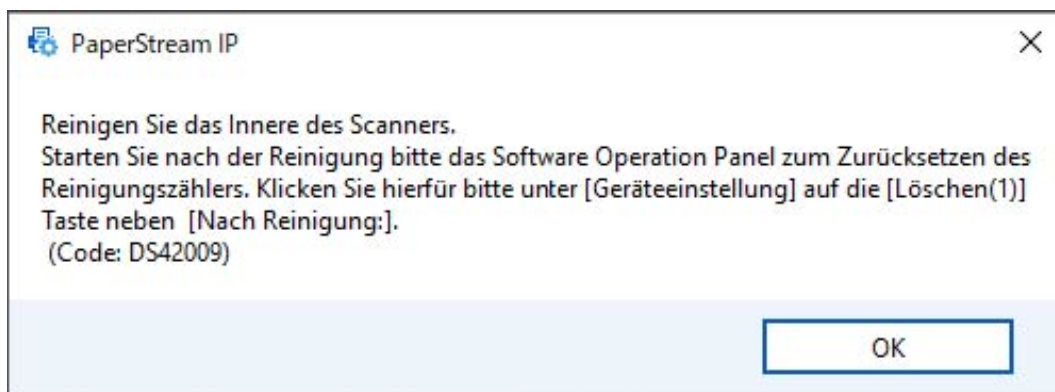 PaperStream IP
Reinigen Sie das Innere des Scanners.
Starten Sie nach der Reinigung bitte das Software Operation Panel zum Zurücksetzen des
Reinigungszählers. Klicken Sie hierfür bitte unter [Geräteeinstellung] auf die [Löschen(1)]
Taste neben  [Nach Reinigung:].
(Code: DS42009)
OK